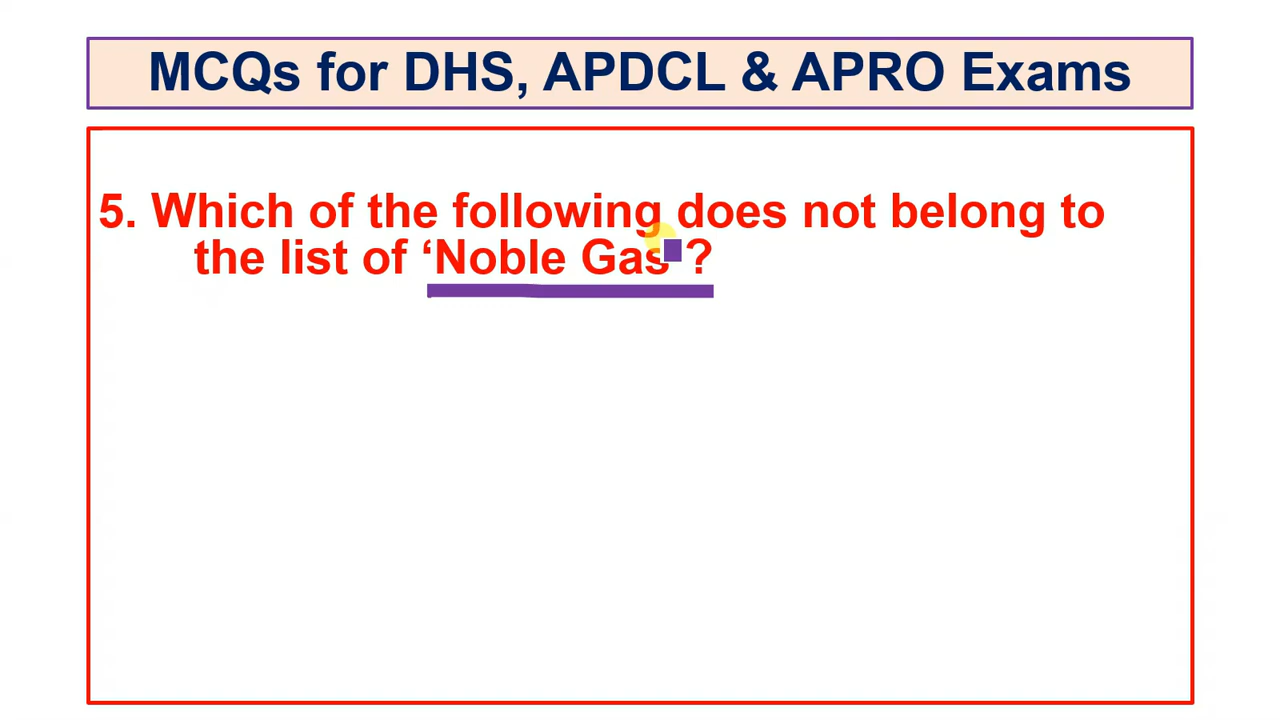 MCQs for DHS, APDCL & APRO Exams
5. Which of the following does not belong to
the list of ‘Noble Gas’?